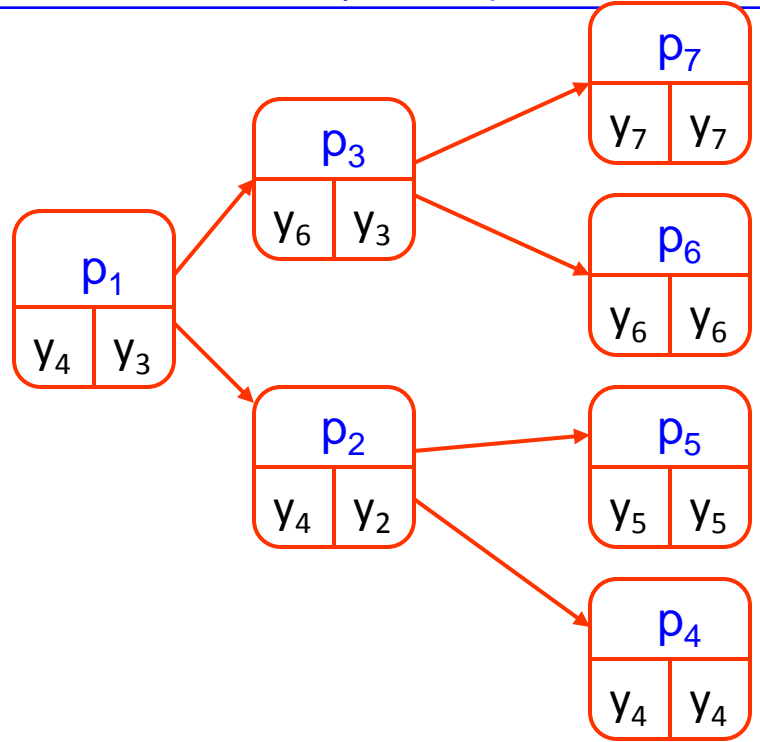 p₇
y₇ y₇
p₃
y₆ y₃
p₆
y₆ y₆
p₁
y₄ y₃
p₂
y₄ y₂
p₅
y₅ y₅
p₄
y₄ y₄